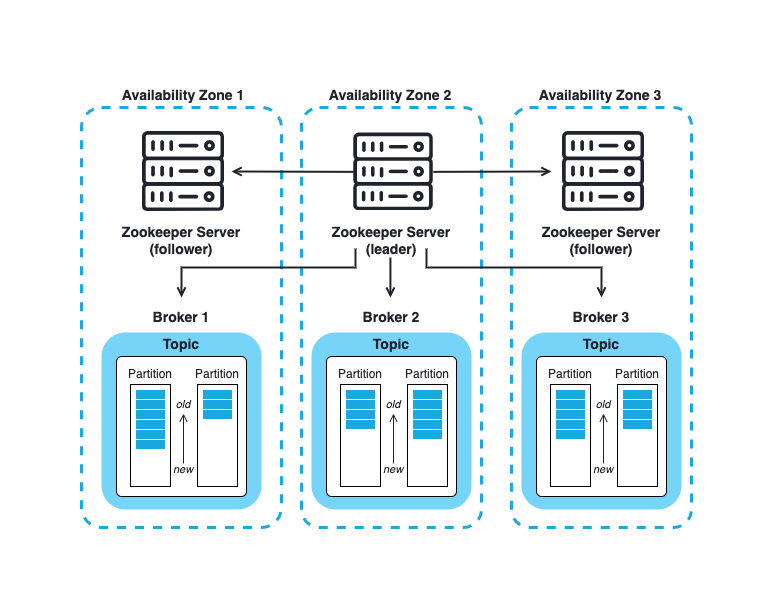 Availability Zone 1
Availability Zone 2
Availability Zone 3
Zookeeper Server
(follower)
Zookeeper Server
(leader)
Zookeeper Server
(follower)
Broker 1
Broker 2
Broker 3
Topic
Topic
Topic
Partition
Partition
Partition
Partition
Partition
Partition
old
old
old
new
new
new